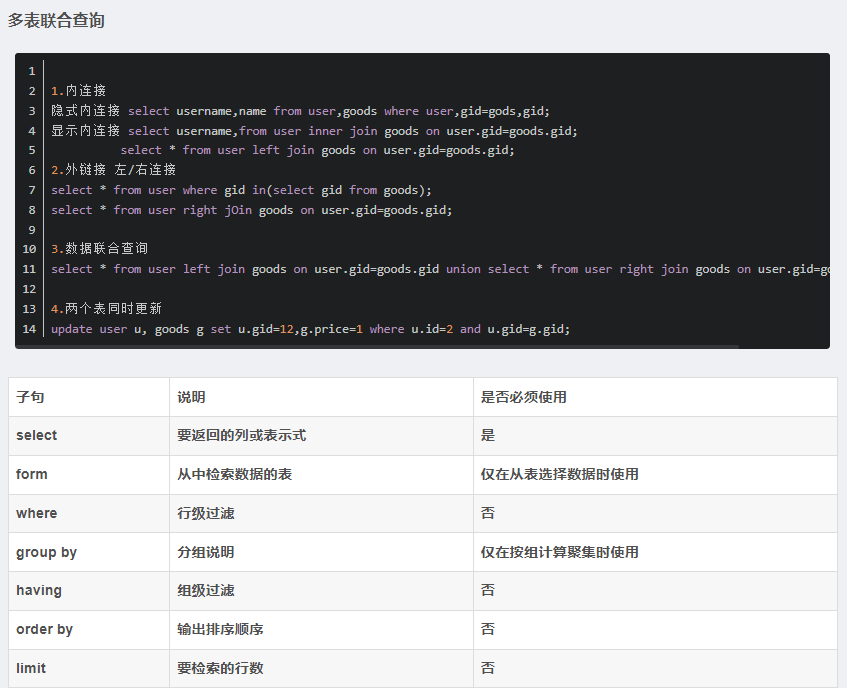 多表联合查询
1
2 1.内连接
3 隐式内连接 select username,name from user,goods where user,gid=gods,gid;
4 显示内连接 select username,from user inner join goods on user.gid=goods.gid;
5 select * from user left join goods on user.gid=goods.gid;
6 2.外链接 左/右连接
7 select * from user where gid in(select gid from goods);
8 select * from user right jOin goods on user.gid=goods.gid;
9
10 3.数据联合查询
11 select * from user left join goods on user.gid=goods.gid union select * from user right join goods on user.gid=go
12
13 4.两个表同时更新
14 update user u, goods g set u.gid=12,g.price=1 where u.id=2 and u.gid=g.gid;
子句 说明 是否必须使用
select 要返回的列或表示式 是
form 从中检索数据的表 仅在从表选择数据时使用
where 行级过滤 否
group by 分组说明 仅在按组计算聚集时使用
having 组级过滤 否
order by 输出排序顺序 否
limit 要检索的行数 否